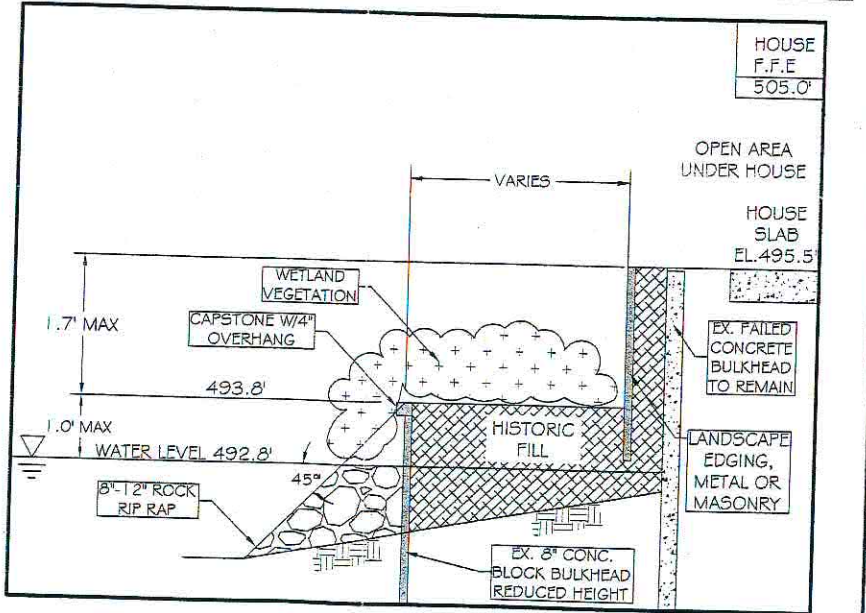 HOUSE
F.F.E
505.0'
OPEN AREA
UNDER HOUSE
VARIES
HOUSE
SLAB
EL.495.5'
WETLAND
VEGETATION
1.7' MAX
CAPSTONE W/4"
OVERHANG
EX. FAILED
CONCRETE
BULKHEAD
TO REMAIN
493.8'
1.0' MAX
HISTORIC
FILL
WATER LEVEL 492.8'
LANDSCAPE
EDGING,
METAL OR
MASONRY
45°
8"-12" ROCK
RIP RAP
EX. 8" CONC.
BLOCK BULKHEAD
REDUCED HEIGHT